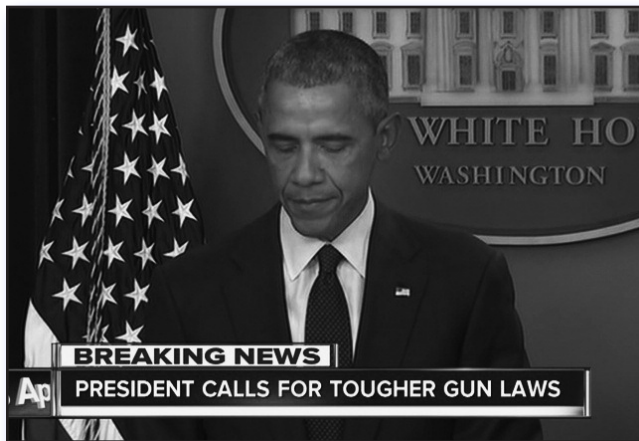 WHITE HO
WASHINGTON
BREAKING NEWS
Ap
PRESIDENT CALLS FOR TOUGHER GUN LAWS